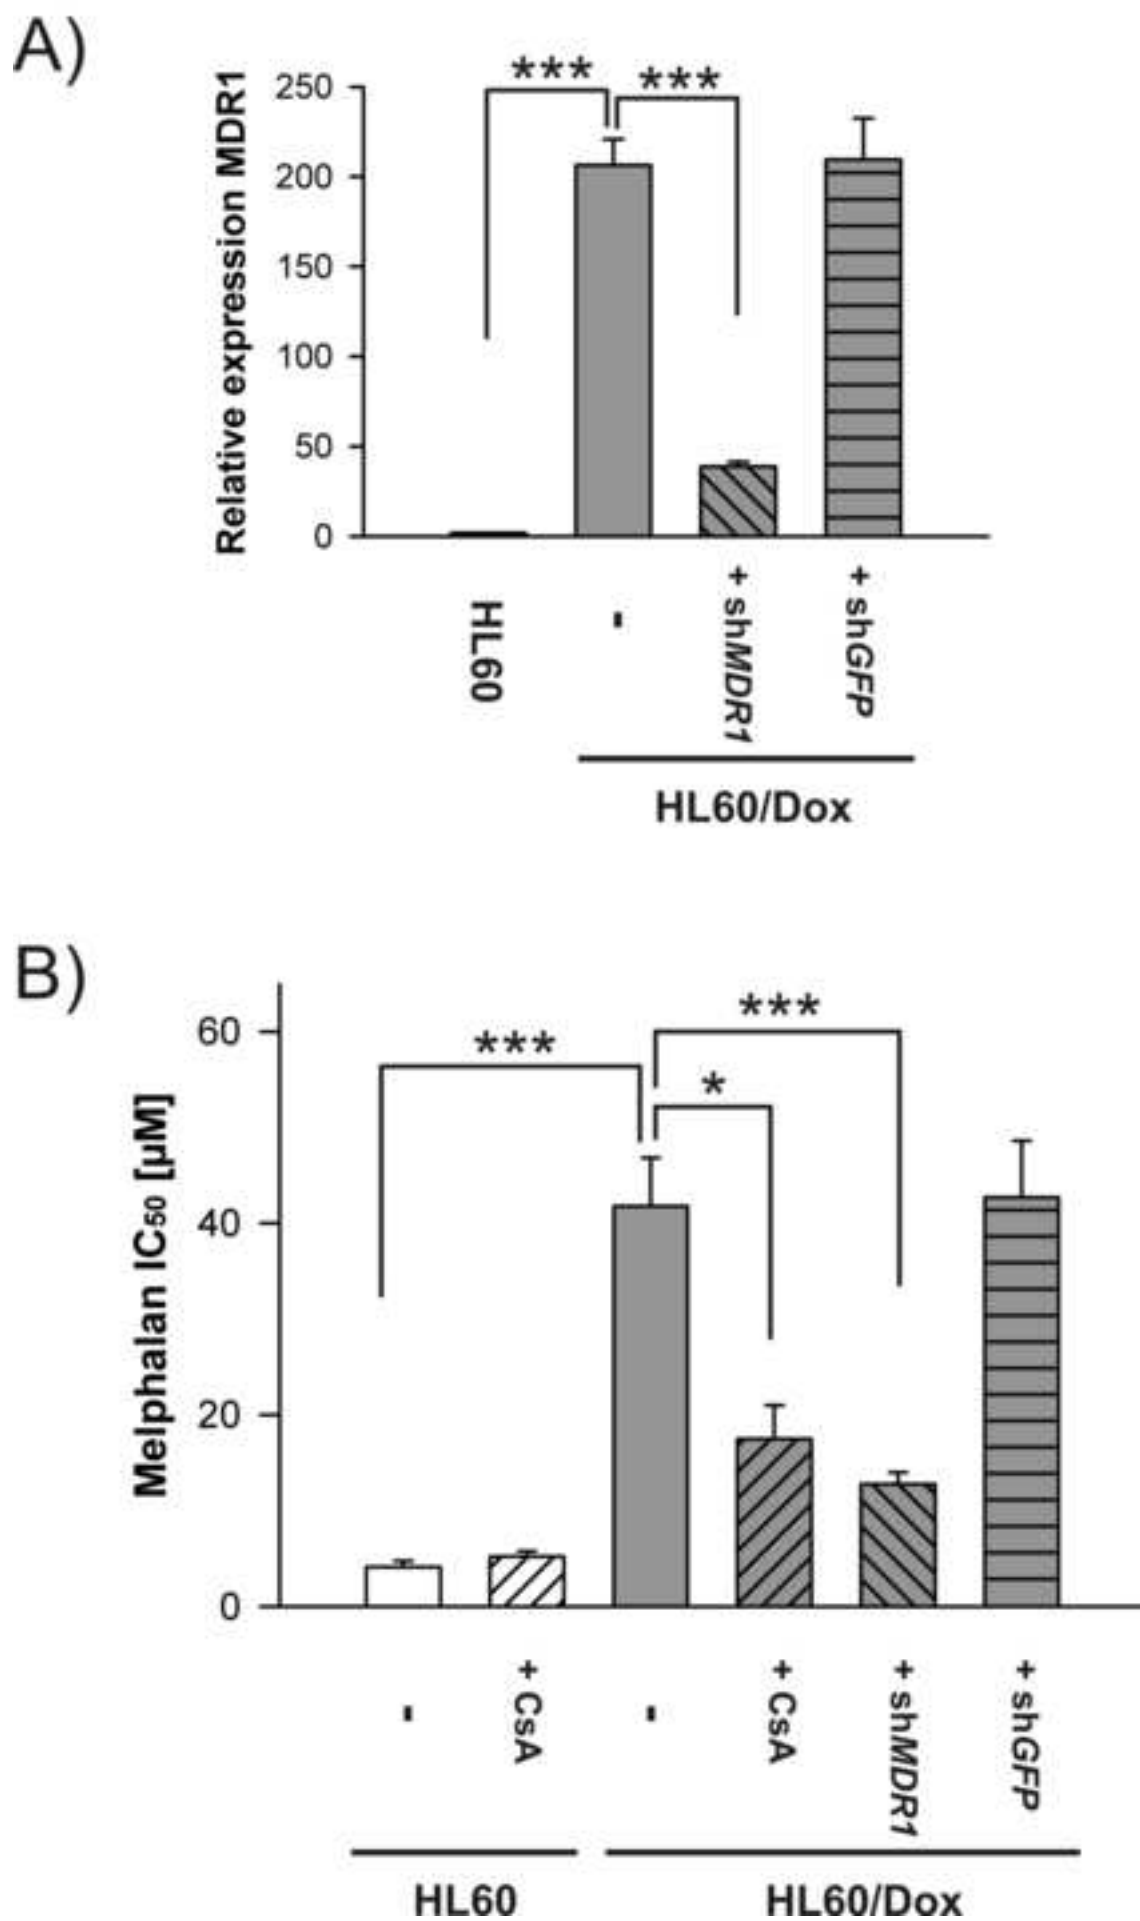 A)
*** ***
Relative expression MDR1
250
200
150
100
50
0
HL60
-
+ shMDR1
+ shGFP
HL60/Dox
B)
***
***
*
Melphalan IC50 [µM]
60
40
20
0
-
+ CsA
-
+ CsA
+ shMDR1
+ shGFP
HL60
HL60/Dox